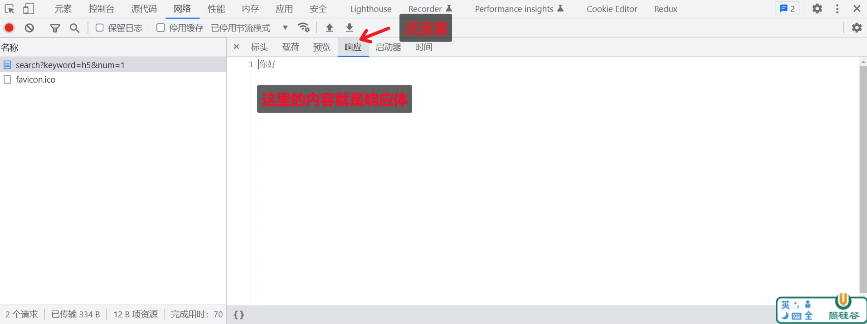 元素 控制台 源代码 网络 性能 内存 应用 安全 Lighthouse Recorder Performance insights Cookie Editor Redux 2
保留日志 停用缓存 已停用节流模式
点这里
名称
× 标头 载荷 预览 响应 启动器 时间
search?keyword=h5&num=1
1 你好
favicon.ico
这里的内容就是响应体
2 个请求 已传输 334 B 12 B 项资源 完成用时: 70
{}
英
全
尚硅谷